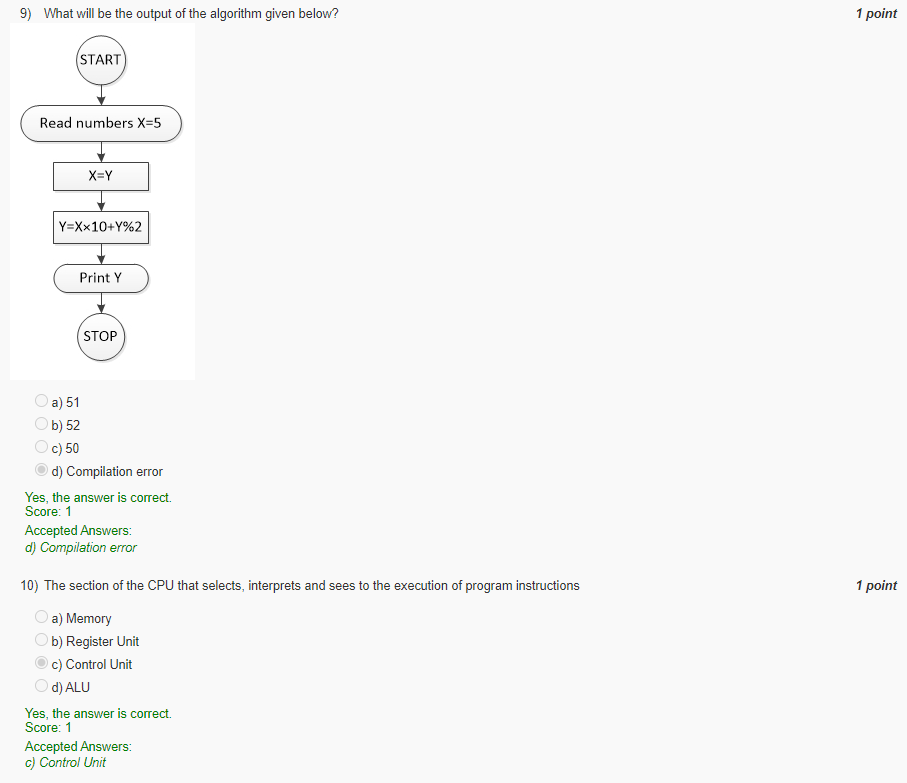 9) What will be the output of the algorithm given below?
1 point
START
Read numbers X=5
X=Y
Y=X×10+Y%2
Print Y
STOP
a) 51
b) 52
c) 50
d) Compilation error
Yes, the answer is correct.
Score: 1
Accepted Answers:
d) Compilation error
10) The section of the CPU that selects, interprets and sees to the execution of program instructions
1 point
a) Memory
b) Register Unit
c) Control Unit
d) ALU
Yes, the answer is correct.
Score: 1
Accepted Answers:
c) Control Unit